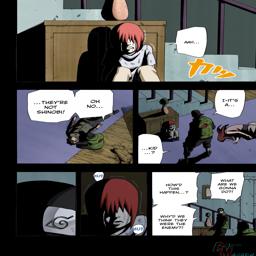 AAH...
I-IT'S
A...
...KID
...?
OH
NO...
...THEY'RE
NOT
SHINOBI!
WHAT
ARE WE
GONNA
DO?!
HOW'D
THIS
HAPPEN...?
WHY'D WE
THINK THEY
WERE THE
ENEMY?!